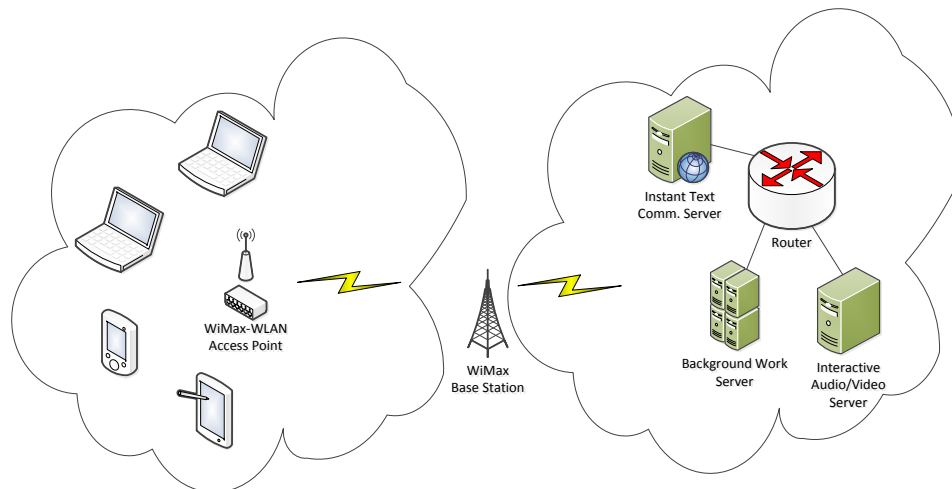 Instant Text
Comm. Server
Router
WiMax-WLAN
Access Point
WiMax
Base Station
Background Work
Server
Interactive
Audio/Video
Server